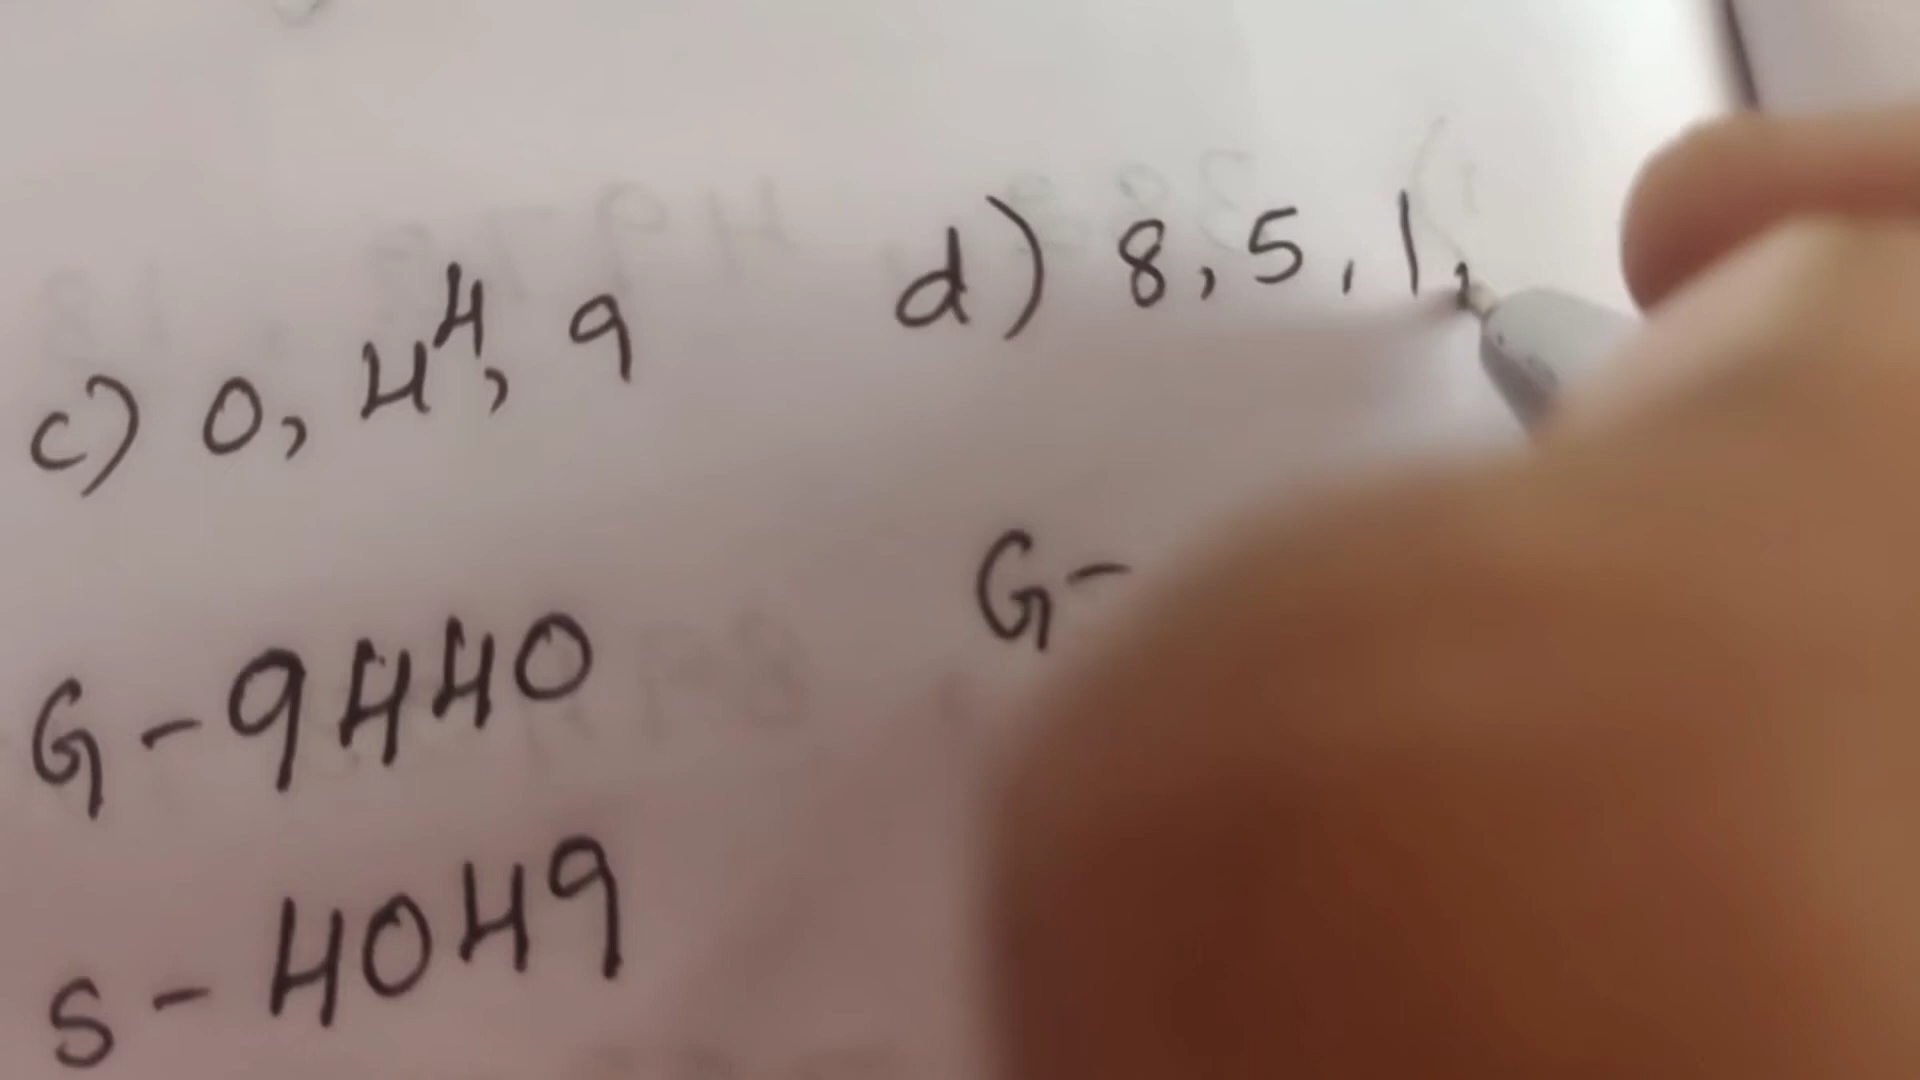 c) 0, 4 4, 9
G - 9440
S - 4049
d) 8, 5, 1,
G -